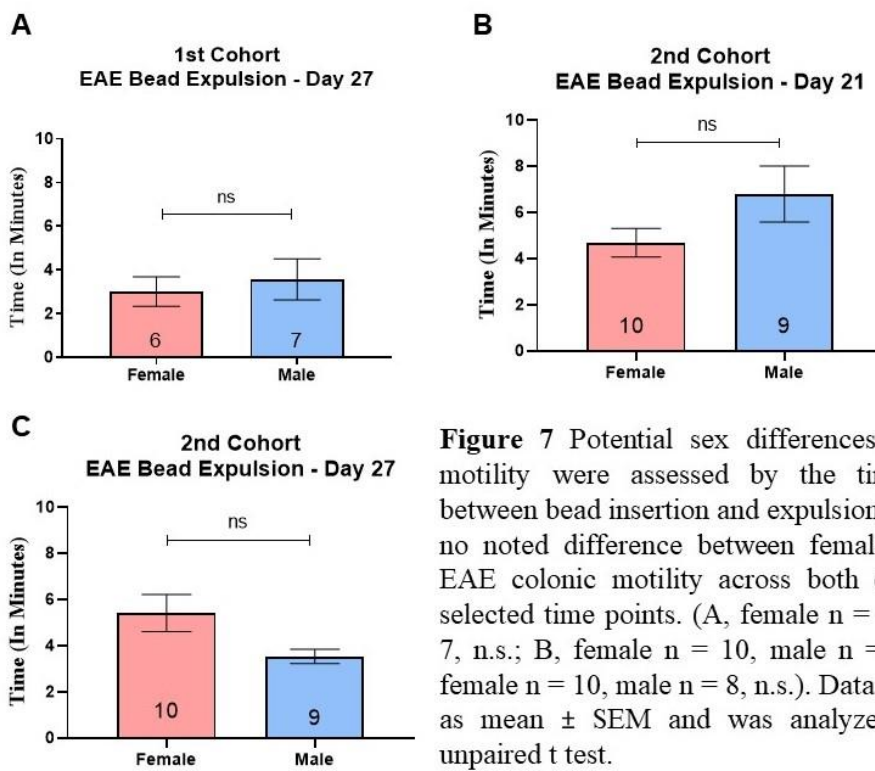 A
1st Cohort
EAE Bead Expulsion - Day 27
10
8
6
4
2
0
Time (In Minutes)
ns
6
7
Female
Male
B
2nd Cohort
EAE Bead Expulsion - Day 21
10
8
6
4
2
0
Time (In Minutes)
ns
10
9
Female
Male
C
2nd Cohort
EAE Bead Expulsion - Day 27
10
8
6
4
2
0
Time (In Minutes)
ns
10
9
Female
Male
Figure 7 Potential sex differences
motility were assessed by the
between bead insertion and expulsion
no noted difference between
EAE colonic motility across both
selected time points. (A, female n =
7, n.s.; B, female n = 10, male n =
female n = 10, male n = 8, n.s.). Data
as mean ± SEM and was
unpaired t test.